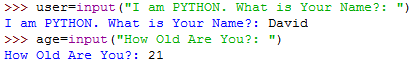 >>> user=input("I am PYTHON. What is Your Name?: ")
I am PYTHON. What is Your Name?: David
>>> age=input("How Old Are You?: ")
How Old Are You?: 21